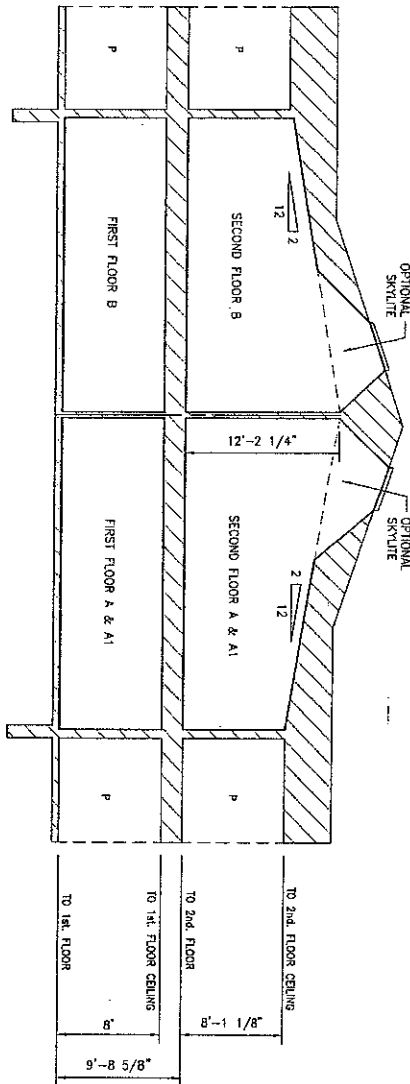 P
P
OPTIONAL
SKYLITE
2
12
FIRST FLOOR B
SECOND FLOOR B
12'-2 1/4"
OPTIONAL
SKYLITE
2
12
FIRST FLOOR A & A1
SECOND FLOOR A & A1
P
P
TO 1st. FLOOR
TO 1st. FLOOR CEILING
TO 2nd. FLOOR
TO 2nd. FLOOR CEILING
8'-1 1/8"
8'
9'-8 5/8"